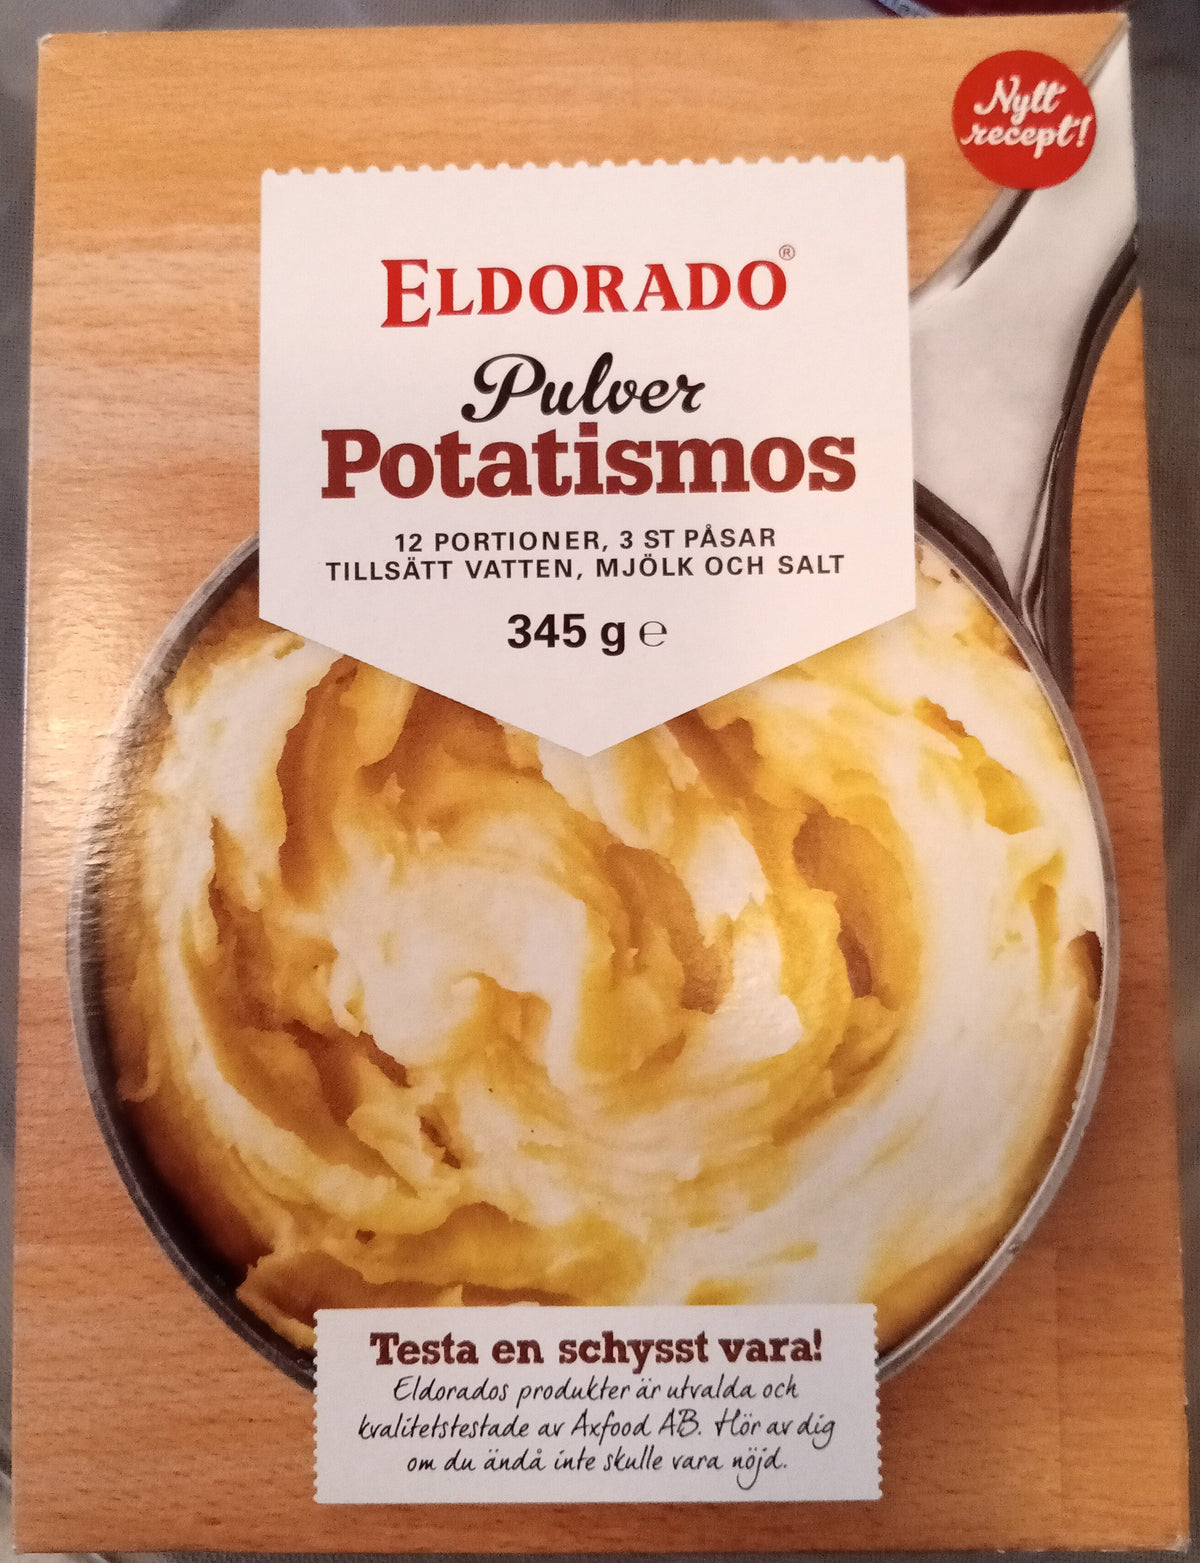 Nytt
recept!
ELDORADO®
Pulver
Potatismos
12 PORTIONER, 3 ST PÅSAR
TILLSÄTT VATTEN, MJÖLK OCH SALT
345 g ℮
Testa en schysst vara!
Eldorados produkter är utvalda och
kvalitetstestade av Axfood AB. Hör av dig
om du ändå inte skulle vara nöjd.